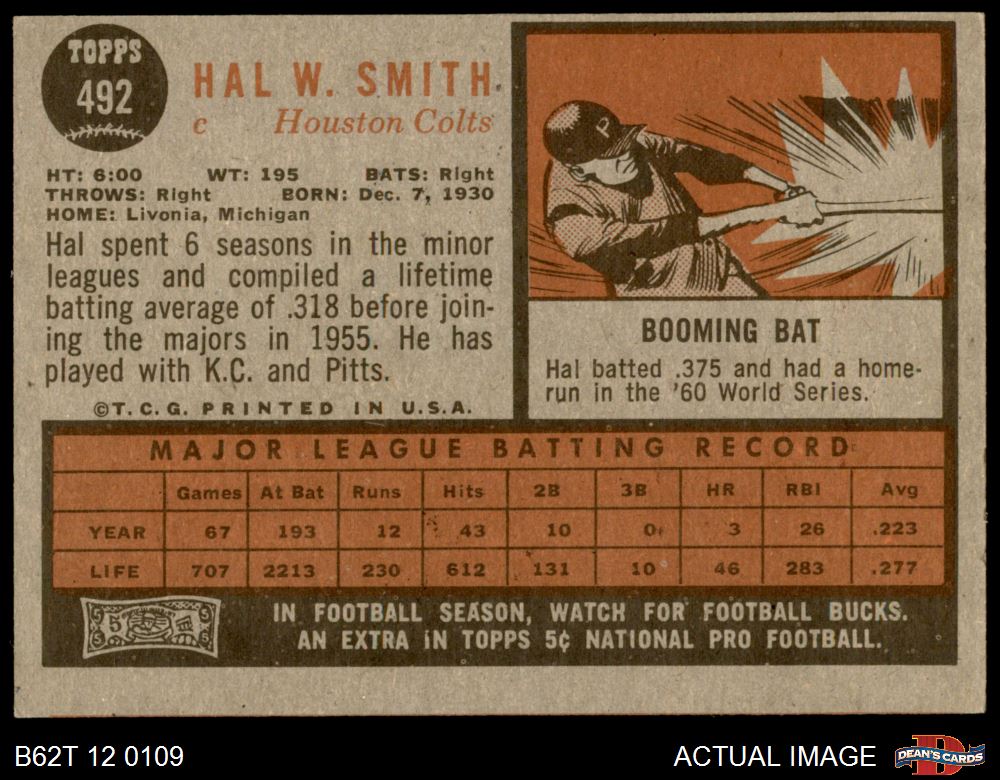 TOPPS
492
HAL W. SMITH
c Houston Colts
HT: 6:00 WT: 195 BATS: Right
THROWS: Right BORN: Dec. 7, 1930
HOME: Livonia, Michigan
Hal spent 6 seasons in the minor
leagues and compiled a lifetime
batting average of .318 before join-
ing the majors in 1955. He has
played with K.C. and Pitts.
©T. C. G. PRINTED IN U.S.A.
P
BOOMING BAT
Hal batted .375 and had a home-
run in the '60 World Series.
MAJOR LEAGUE BATTING RECORD
Games At Bat Runs Hits 2B 3B HR RBI Avg
YEAR 67 193 12 43 10 0 3 26 .223
LIFE 707 2213 230 612 131 10 46 283 .277
5 5 5 5
IN FOOTBALL SEASON, WATCH FOR FOOTBALL BUCKS.
AN EXTRA IN TOPPS 5¢ NATIONAL PRO FOOTBALL.
B62T 12 0109
ACTUAL IMAGE
D
DEAN'S CARDS